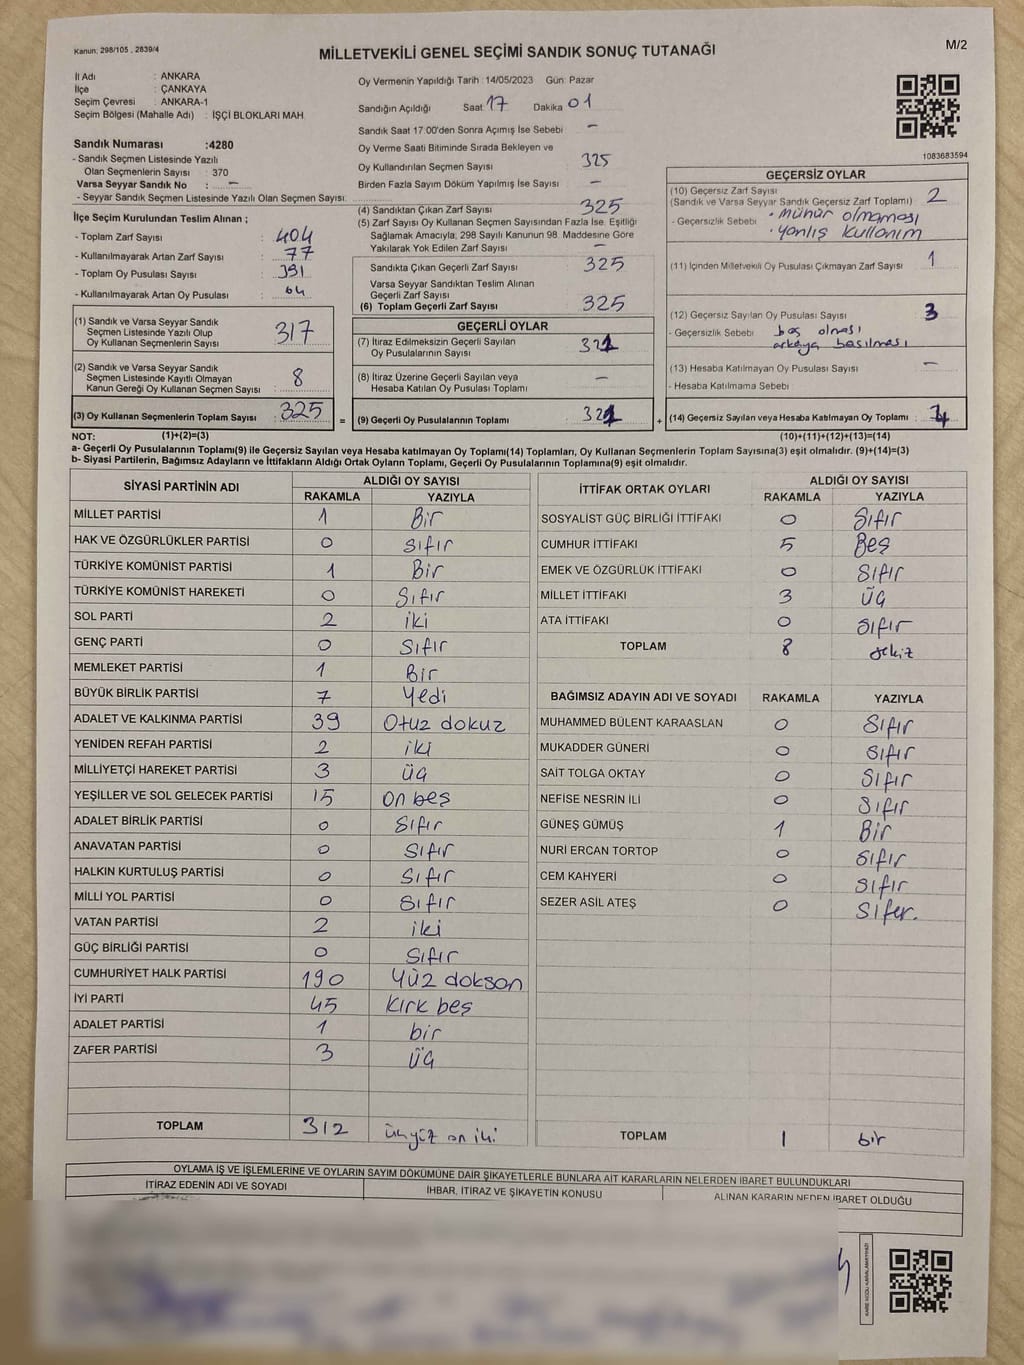 Kanun: 298/105 , 2839/4
M/2
MİLLETVEKİLİ GENEL SEÇİMİ SANDIK SONUÇ TUTANAĞI
İl Adı : ANKARA
İlçe : ÇANKAYA
Seçim Çevresi : ANKARA-1
Seçim Bölgesi (Mahalle Adı) : İŞÇİ BLOKLARI MAH.
Sandık Numarası :4280
- Sandık Seçmen Listesinde Yazılı
Olan Seçmenlerin Sayısı : 370
Varsa Seyyar Sandık No : –
- Seyyar Sandık Seçmen Listesinde Yazılı Olan Seçmen Sayısı:
İlçe Seçim Kurulundan Teslim Alınan ;
- Toplam Zarf Sayısı : 404
- Kullanılmayarak Artan Zarf Sayısı : 77
- Toplam Oy Pusulası Sayısı : 391
- Kullanılmayarak Artan Oy Pusulası : 64
Oy Vermenin Yapıldığı Tarih : 14/05/2023 Gün: Pazar
Sandığın Açıldığı Saat 17 Dakika 01
Sandık Saat 17:00'den Sonra Açımış İse Sebebi –
Oy Verme Saati Bitiminde Sırada Bekleyen ve
Oy Kullandırılan Seçmen Sayısı 325
Birden Fazla Sayım Döküm Yapılmış İse Sayısı –
(4) Sandıktan Çıkan Zarf Sayısı 325
(5) Zarf Sayısı Oy Kullanan Seçmen Sayısından Fazla İse, Eşitliği
Sağlamak Amacıyla, 298 Sayılı Kanunun 98. Maddesine Göre
Yakılarak Yok Edilen Zarf Sayısı –
Sandıkta Çıkan Geçerli Zarf Sayısı 325
Varsa Seyyar Sandıktan Teslim Alınan
Geçerli Zarf Sayısı
(6) Toplam Geçerli Zarf Sayısı 325
1083683594
GEÇERSİZ OYLAR
(10) Geçersiz Zarf Sayısı 2
(Sandık ve Varsa Seyyar Sandık Geçersiz Zarf Toplamı)
- Geçersizlik Sebebi : • mühür olmaması
• yanlış kullanım
(11) İçinden Milletvekili Oy Pusulası Çıkmayan Zarf Sayısı 1
(12) Geçersiz Sayılan Oy Pusulası Sayısı 3
- Geçersizlik Sebebi : boş olması
arkaya basılması
(13) Hesaba Katılmayan Oy Pusulası Sayısı –
- Hesaba Katılmama Sebebi :
(1) Sandık ve Varsa Seyyar Sandık
Seçmen Listesinde Yazılı Olup
Oy Kullanan Seçmenlerin Sayısı 317
(2) Sandık ve Varsa Seyyar Sandık
Seçmen Listesinde Kayıtlı Olmayan
Kanun Gereği Oy Kullanan Seçmen Sayısı 8
GEÇERLİ OYLAR
(7) İtiraz Edilmeksizin Geçerli Sayılan
Oy Pusulalarının Sayısı 321
(8) İtiraz Üzerine Geçerli Sayılan veya
Hesaba Katılan Oy Pusulası Toplamı –
(3) Oy Kullanan Seçmenlerin Toplam Sayısı 325 = (9) Geçerli Oy Pusulalarının Toplamı 321 + (14) Geçersiz Sayılan veya Hesaba Katılmayan Oy Toplamı :
NOT: (1)+(2)=(3) (10)+(11)+(12)+(13)=(14)
a- Geçerli Oy Pusulalarının Toplamı(9) ile Geçersiz Sayılan veya Hesaba katılmayan Oy Toplamı(14) Toplamları, Oy Kullanan Seçmenlerin Toplam Sayısına(3) eşit olmalıdır. (9)+(14)=(3)
b- Siyasi Partilerin, Bağımsız Adayların ve İttifakların Aldığı Ortak Oyların Toplamı, Geçerli Oy Pusulalarının Toplamına(9) eşit olmalıdır.
SİYASİ PARTİNİN ADI ALDIĞI OY SAYISI
RAKAMLA YAZIYLA
MİLLET PARTİSİ 1 Bir
HAK VE ÖZGÜRLÜKLER PARTİSİ 0 sıfır
TÜRKİYE KOMÜNİST PARTİSİ 1 Bir
TÜRKİYE KOMÜNİST HAREKETİ 0 Sıfır
SOL PARTİ 2 iki
GENÇ PARTİ 0 Sıfır
MEMLEKET PARTİSİ 1 Bir
BÜYÜK BİRLİK PARTİSİ 7 Yedi
ADALET VE KALKINMA PARTİSİ 39 Otuz dokuz
YENİDEN REFAH PARTİSİ 2 iki
MİLLİYETÇİ HAREKET PARTİSİ 3 üç
YEŞİLLER VE SOL GELECEK PARTİSİ 15 on beş
ADALET BİRLİK PARTİSİ 0 Sıfır
ANAVATAN PARTİSİ 0 Sıfır
HALKIN KURTULUŞ PARTİSİ 0 Sıfır
MİLLİ YOL PARTİSİ 0 Sıfır
VATAN PARTİSİ 2 iki
GÜÇ BİRLİĞİ PARTİSİ 0 Sıfır
CUMHURİYET HALK PARTİSİ 190 Yüz dokson
İYİ PARTİ 45 kırk beş
ADALET PARTİSİ 1 bir
ZAFER PARTİSİ 3 üç
TOPLAM 312 üçyüz on iki
İTTİFAK ORTAK OYLARI ALDIĞI OY SAYISI
RAKAMLA YAZIYLA
SOSYALİST GÜÇ BİRLİĞİ İTTİFAKI 0 Sıfır
CUMHUR İTTİFAKI 5 Beş
EMEK VE ÖZGÜRLÜK İTTİFAKI 0 Sıfır
MİLLET İTTİFAKI 3 üç
ATA İTTİFAKI 0 Sıfır
TOPLAM 8 sekiz
BAĞIMSIZ ADAYIN ADI VE SOYADI RAKAMLA YAZIYLA
MUHAMMED BÜLENT KARAASLAN 0 Sıfır
MUKADDER GÜNERİ 0 Sıfır
SAİT TOLGA OKTAY 0 Sıfır
NEFİSE NESRİN İLİ 0 Sıfır
GÜNEŞ GÜMÜŞ 1 Bir
NURİ ERCAN TORTOP 0 Sıfır
CEM KAHYERİ 0 Sıfır
SEZER ASİL ATEŞ 0 Sıfır.
TOPLAM 1 bir
OYLAMA İŞ VE İŞLEMLERİNE VE OYLARIN SAYIM DÖKÜMÜNE DAİR ŞİKAYETLERLE BUNLARA AİT KARARLARIN NELERDEN İBARET BULUNDUKLARI
İTİRAZ EDENİN ADI VE SOYADI İHBAR, İTİRAZ VE ŞİKAYETİN KONUSU ALINAN KARARIN NEDEN İBARET OLDUĞU